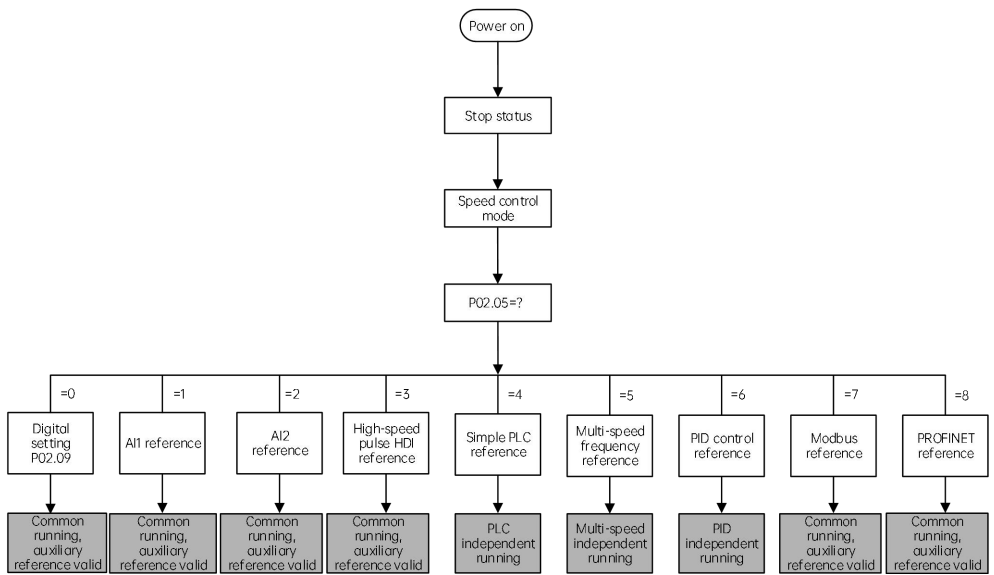 Power on
Stop status
Speed control
mode
P02.05=?
=0
=1
=2
=3
=4
=5
=6
=7
=8
Digital
setting
P02.09
AI1 reference
AI2
reference
High-speed
pulse HDI
reference
Simple PLC
reference
Multi-speed
frequency
reference
PID control
reference
Modbus
reference
PROFINET
reference
Common
running,
auxiliary
reference valid
Common
running,
auxiliary
reference valid
Common
running,
auxiliary
reference valid
Common
running,
auxiliary
reference valid
PLC
independent
running
Multi-speed
independent
running
PID
independent
running
Common
running,
auxiliary
reference valid
Common
running,
auxiliary
reference valid